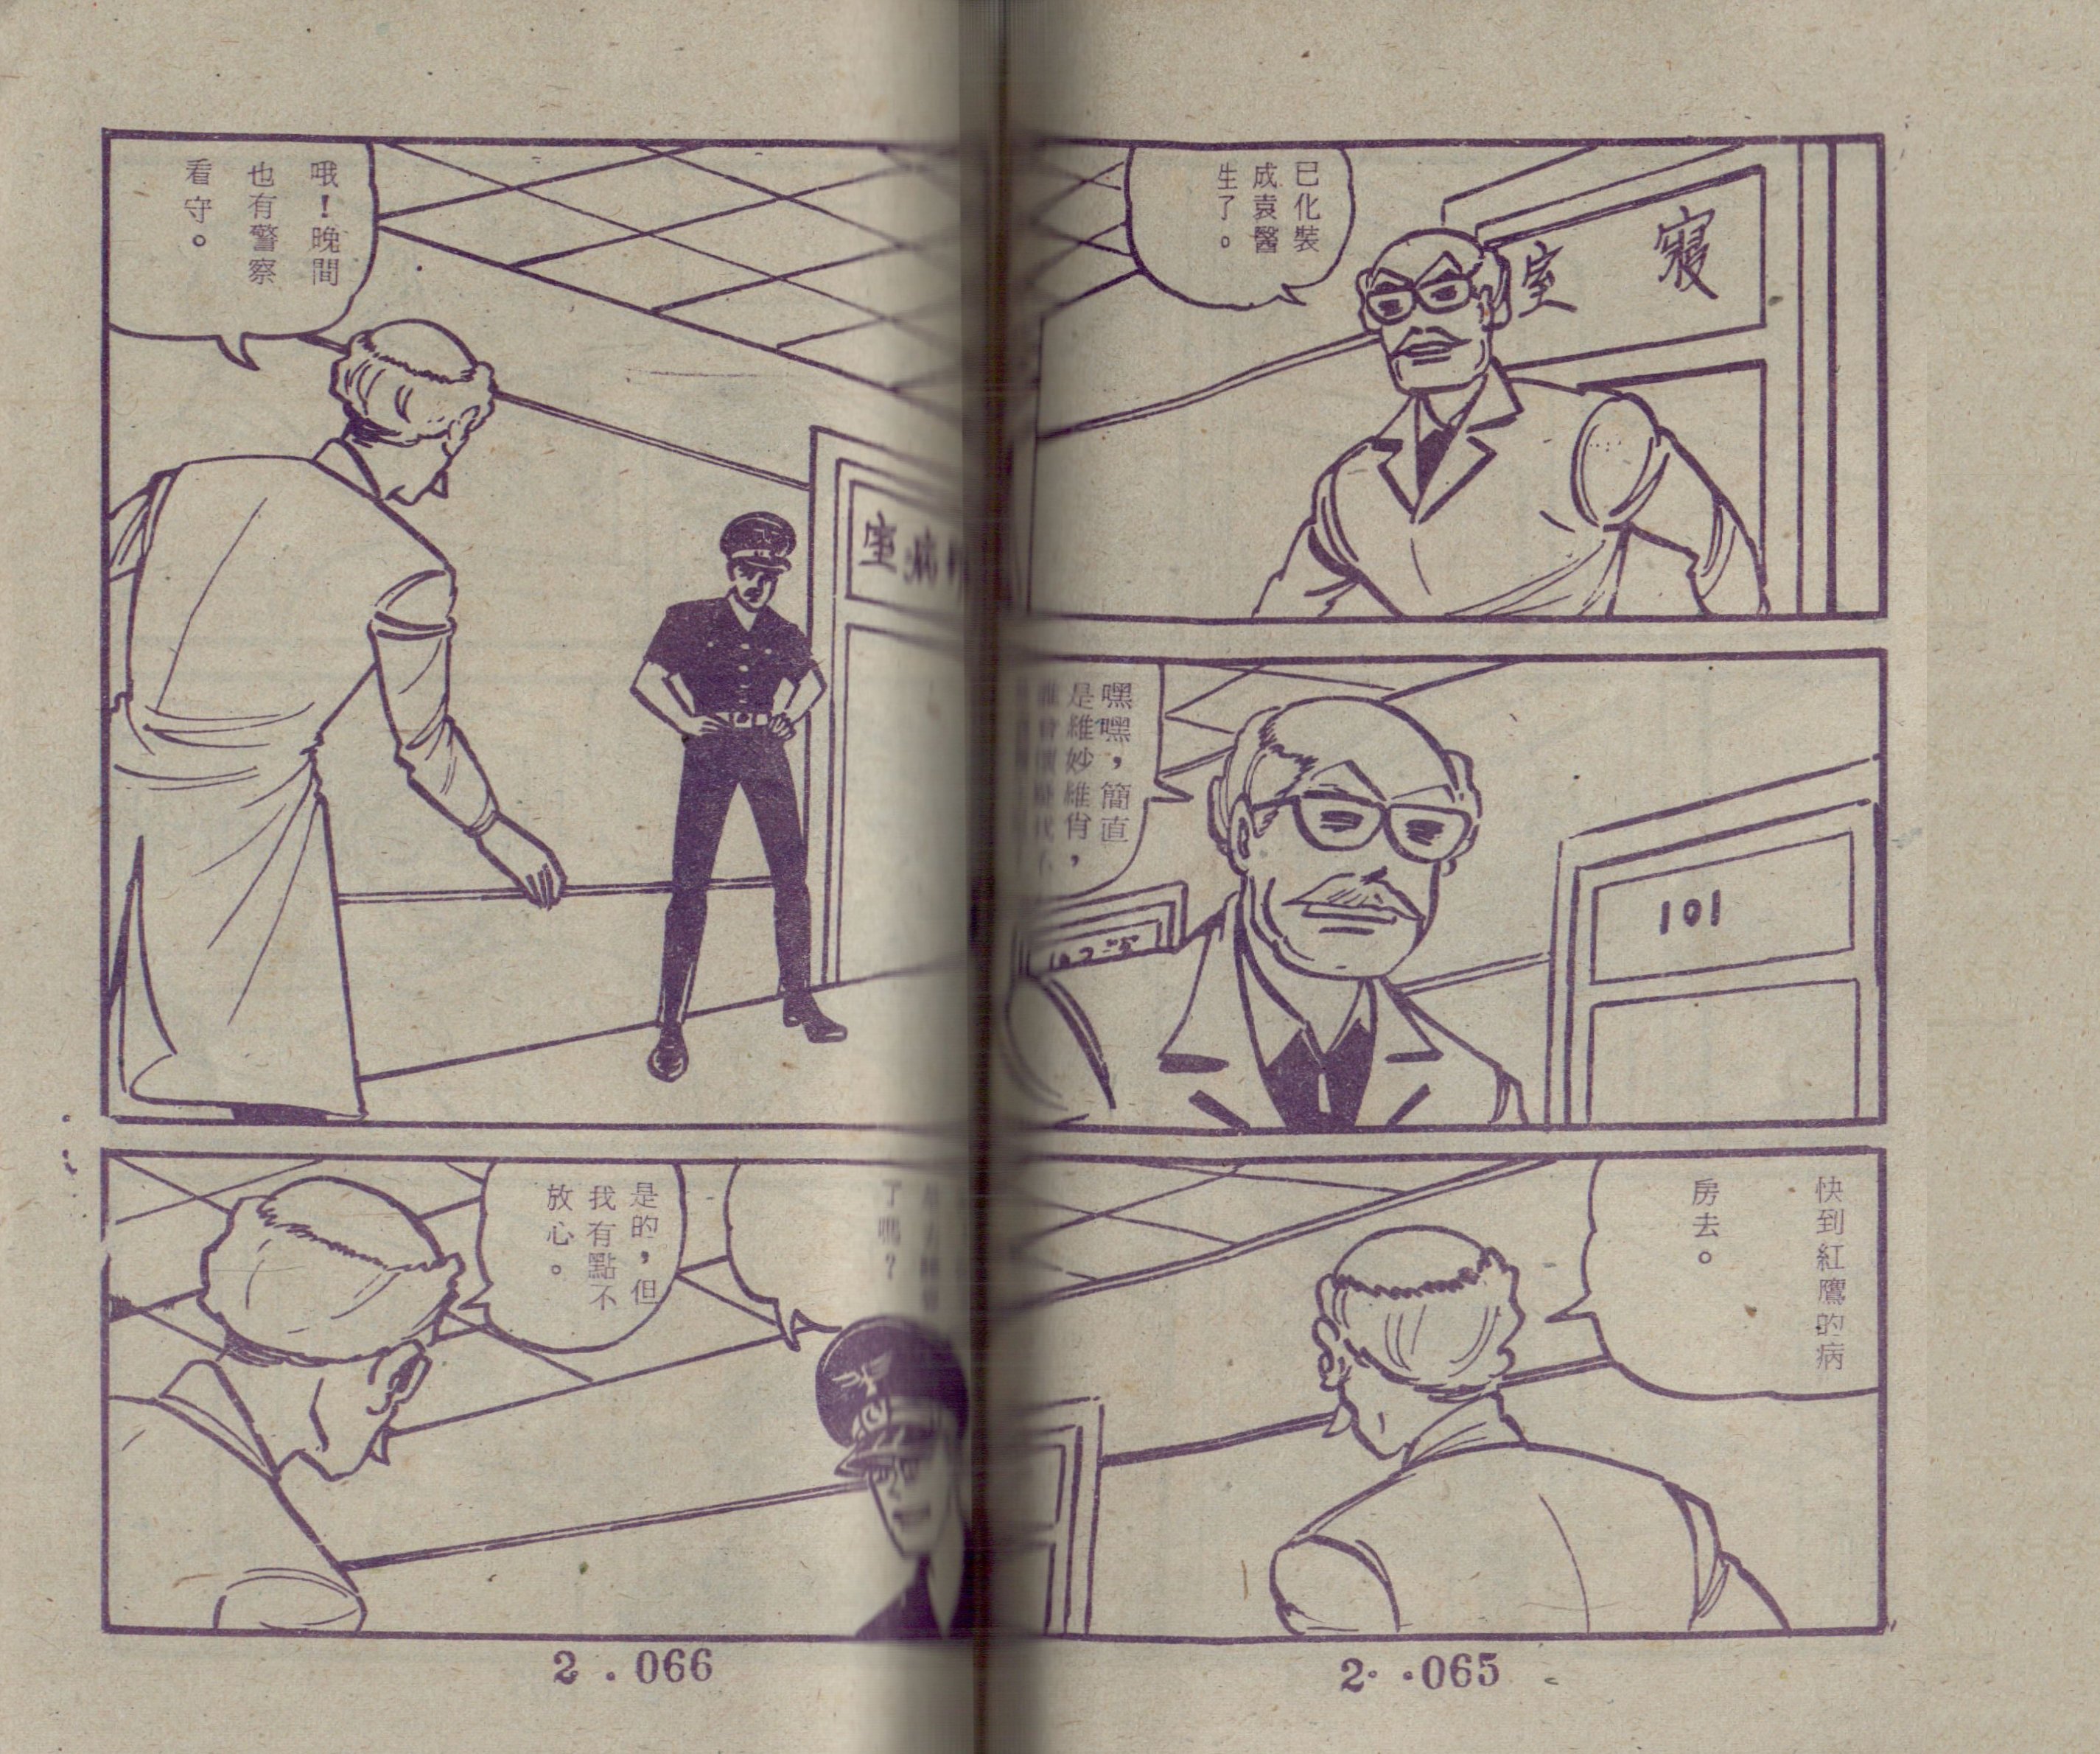 已化裝
成袁醫
生了。
寢室
嘿嘿，簡直
是維妙維肖，
101
快到紅鷹的病
房去。
2··065
哦！晚間
也有警察
看守。
病室
了嗎？
是的，但
我有點不
放心。
2.066